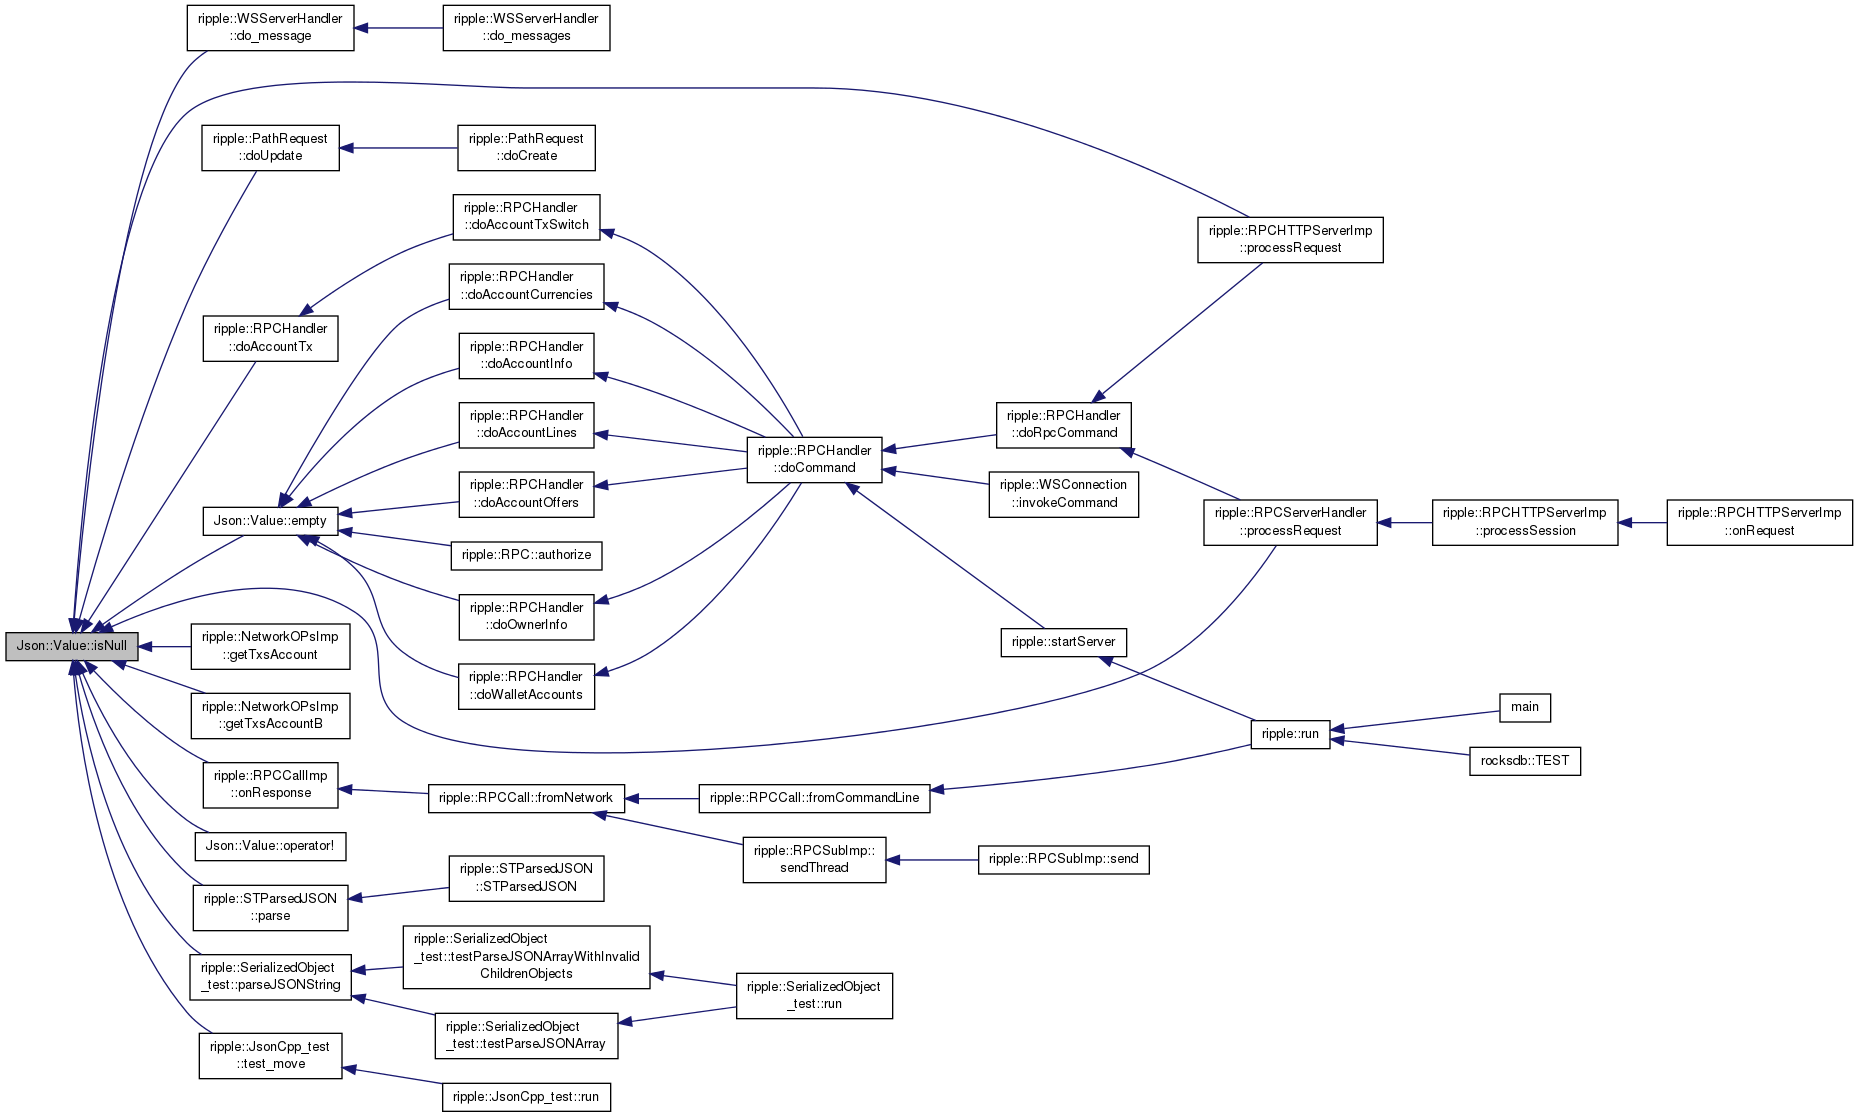 ripple::WSServerHandler
::do_message
ripple::WSServerHandler
::do_messages
ripple::PathRequest
::doUpdate
ripple::PathRequest
::doCreate
ripple::RPCHandler
::doAccountTxSwitch
ripple::RPCHTTPServerImp
::processRequest
ripple::RPCHandler
::doAccountCurrencies
ripple::RPCHandler
::doAccountTx
ripple::RPCHandler
::doAccountInfo
ripple::RPCHandler
::doAccountLines
ripple::RPCHandler
::doRpcCommand
ripple::RPCHandler
::doCommand
ripple::RPCHandler
::doAccountOffers
ripple::WSConnection
::invokeCommand
Json::Value::empty
ripple::RPCServerHandler
::processRequest
ripple::RPCHTTPServerImp
::processSession
ripple::RPCHTTPServerImp
::onRequest
ripple::RPC::authorize
ripple::RPCHandler
::doOwnerInfo
Json::Value::isNull
ripple::NetworkOPsImp
::getTxsAccount
ripple::startServer
ripple::RPCHandler
::doWalletAccounts
ripple::NetworkOPsImp
::getTxsAccountB
main
ripple::run
rocksdb::TEST
ripple::RPCCallImp
::onResponse
ripple::RPCCall::fromNetwork
ripple::RPCCall::fromCommandLine
Json::Value::operator!
ripple::RPCSubImp::
sendThread
ripple::RPCSubImp::send
ripple::STParsedJSON
::parse
ripple::STParsedJSON
::STParsedJSON
ripple::SerializedObject
_test::parseJSONString
ripple::SerializedObject
_test::testParseJSONArrayWithInvalid
ChildrenObjects
ripple::SerializedObject
_test::run
ripple::SerializedObject
_test::testParseJSONArray
ripple::JsonCpp_test
::test_move
ripple::JsonCpp_test::run